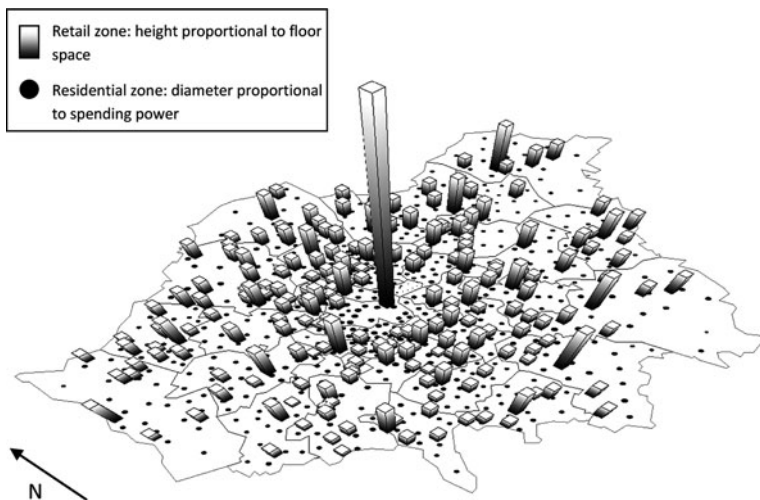 Retail zone: height proportional to floor
space
Residential zone: diameter proportional
to spending power
N